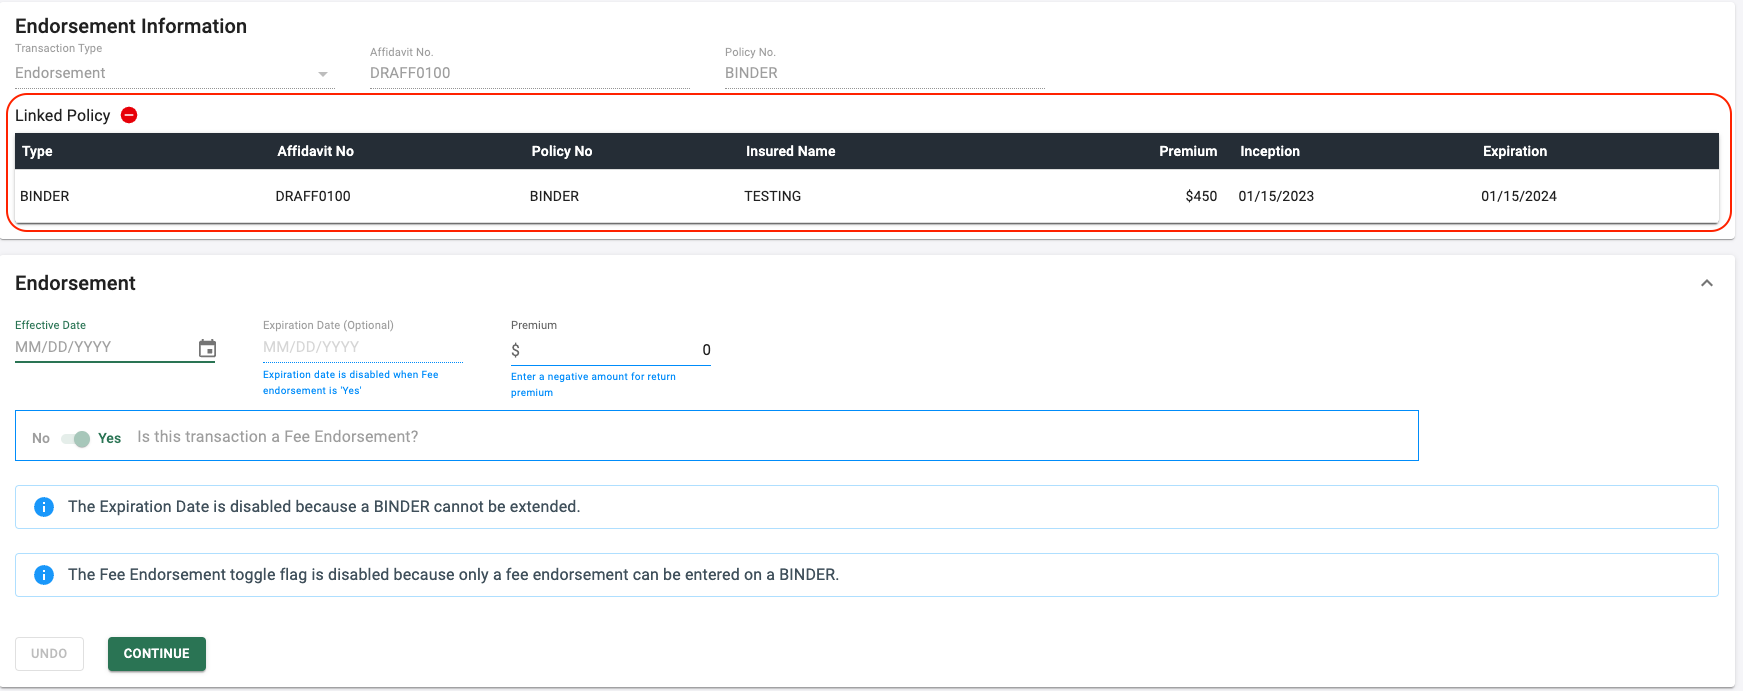 Endorsement Information
Transaction Type
Endorsement
Affidavit No.
DRAFF0100
Policy No.
BINDER
Linked Policy
Type Affidavit No Policy No Insured Name Premium Inception Expiration
BINDER DRAFF0100 BINDER TESTING $450 01/15/2023 01/15/2024
Endorsement
Effective Date
MM/DD/YYYY
Expiration Date (Optional)
MM/DD/YYYY
Expiration date is disabled when Fee
endorsement is 'Yes'
Premium
$ 0
Enter a negative amount for return
premium
No Yes Is this transaction a Fee Endorsement?
The Expiration Date is disabled because a BINDER cannot be extended.
The Fee Endorsement toggle flag is disabled because only a fee endorsement can be entered on a BINDER.
UNDO CONTINUE